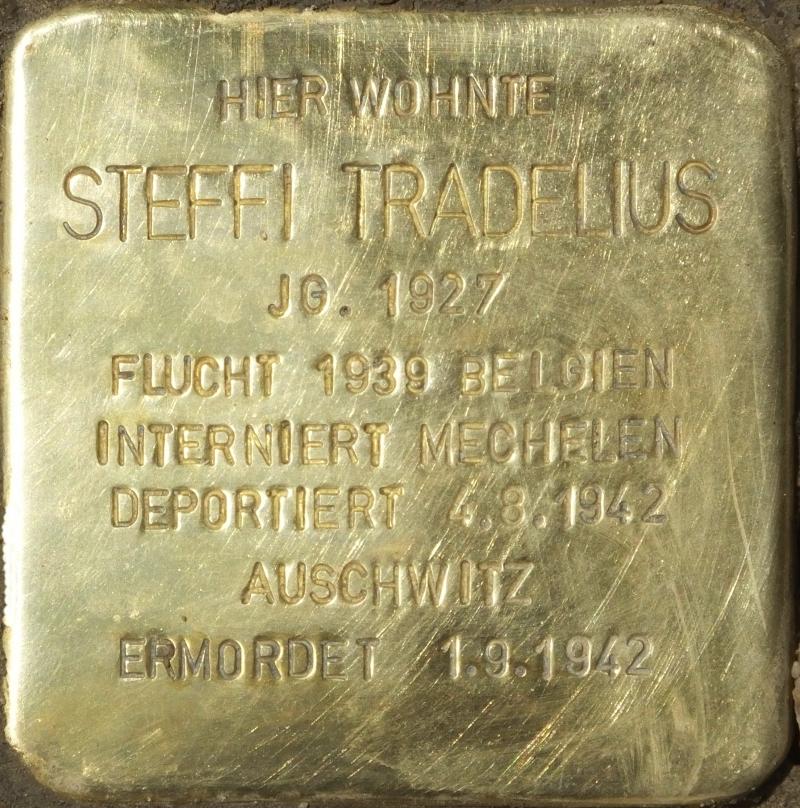 HIER WOHNTE
STEFFI TRADELIUS
JG. 1927
FLUCHT 1939 BELGIEN
INTERNIERT MECHELEN
DEPORTIERT 4.8.1942
AUSCHWITZ
ERMORDET 1.9.1942